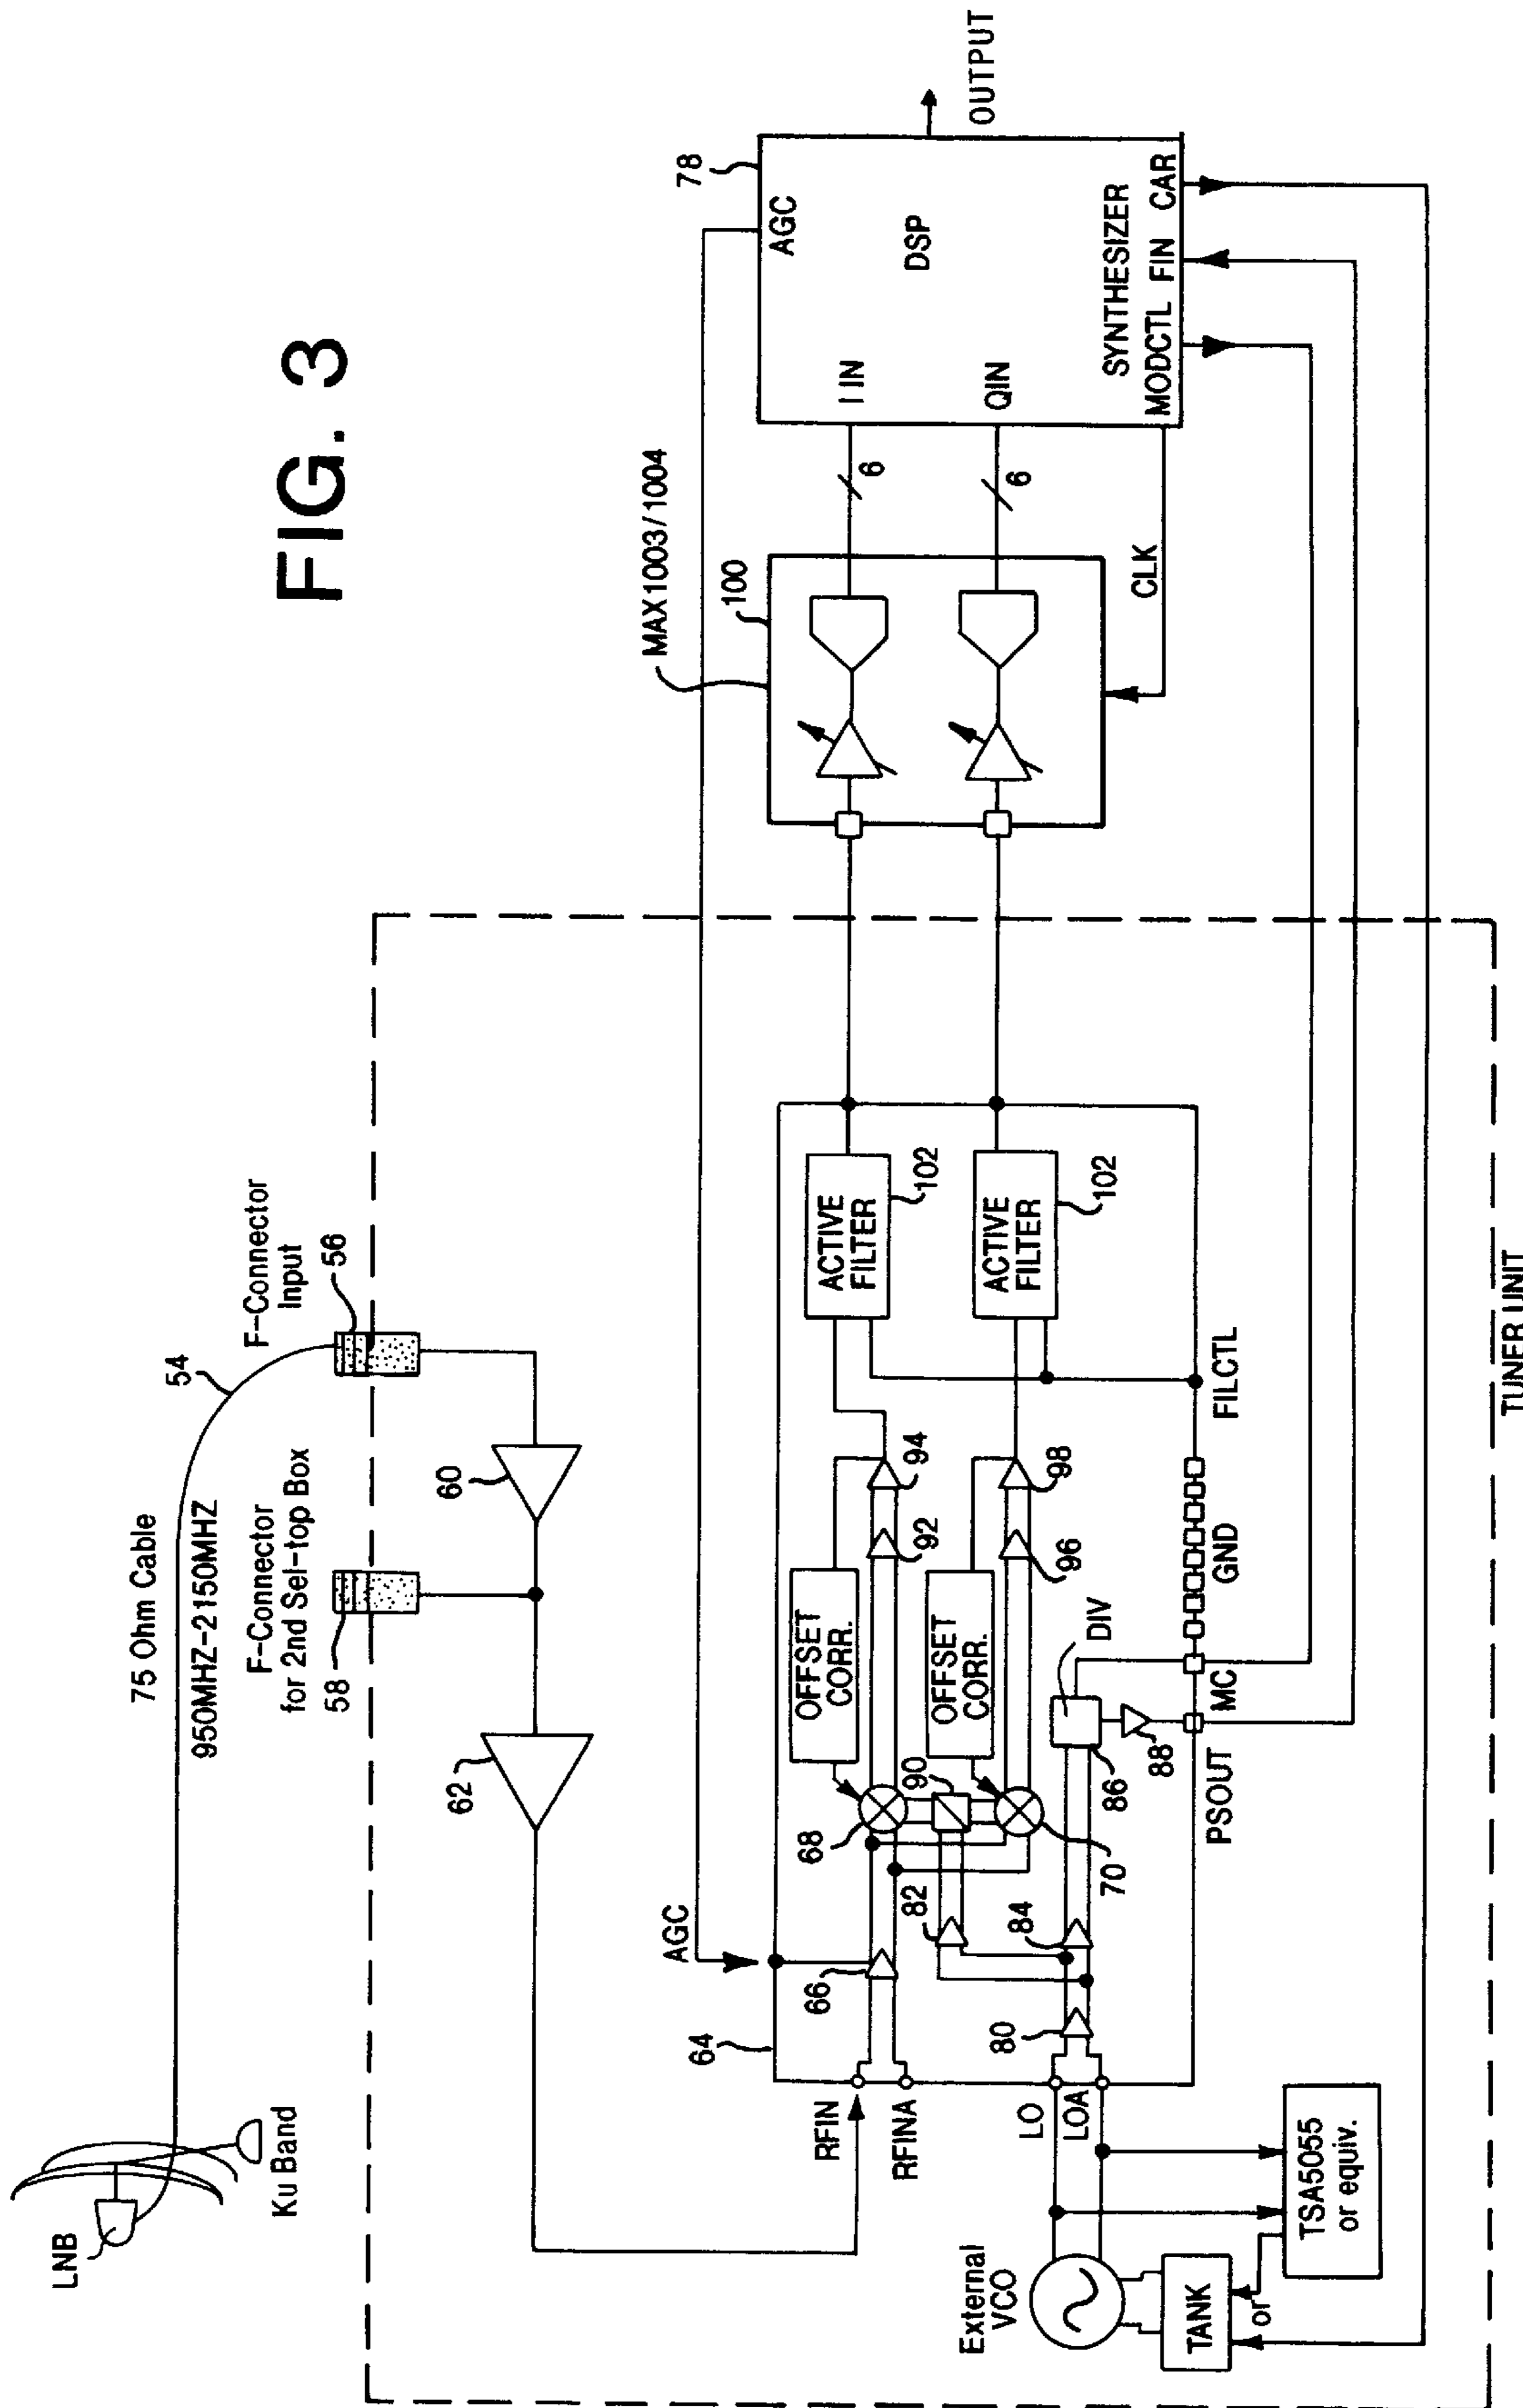 FIG. 3
LNB
Ku Band
75 Ohm Cable
950MHZ-2150MHZ
54
F-Connector
Input
56
F-Connector
for 2nd Sel-top Box
58
60
62
TUNER UNIT
64
AGC
RFIN
RFINA
66
68
OFFSET
CORR.
92
94
ACTIVE
FILTER
102
82
90
70
OFFSET
CORR.
96
98
ACTIVE
FILTER
102
LO
LOA
80
84
86
DIV
88
PSOUT
MC
GND
FILCTL
External
VCO
TANK
or
TSA5055
or equiv.
MAX1003/1004
100
6
6
CLK
78
AGC
DSP
I IN
QIN
SYNTHESIZER
MODCTL FIN CAR
OUTPUT